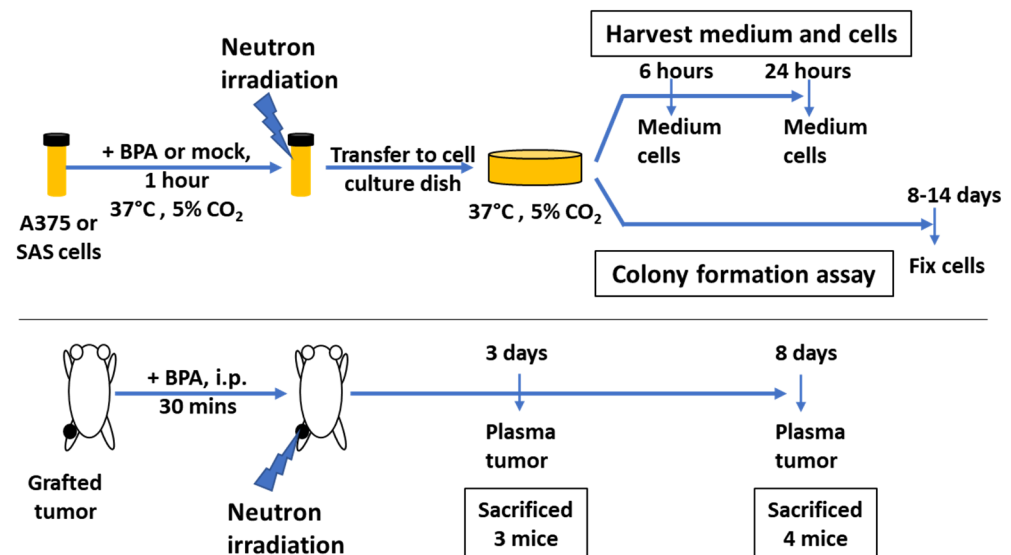 Harvest medium and cells
Neutron
irradiation
6 hours
24 hours
+ BPA or mock,
1 hour
37°C , 5% CO₂
Transfer to cell
culture dish
Medium
cells
Medium
cells
A375 or
SAS cells
37°C , 5% CO₂
8-14 days
Colony formation assay
Fix cells
+ BPA, i.p.
30 mins
3 days
8 days
Plasma
tumor
Plasma
tumor
Grafted
tumor
Neutron
irradiation
Sacrificed
3 mice
Sacrificed
4 mice